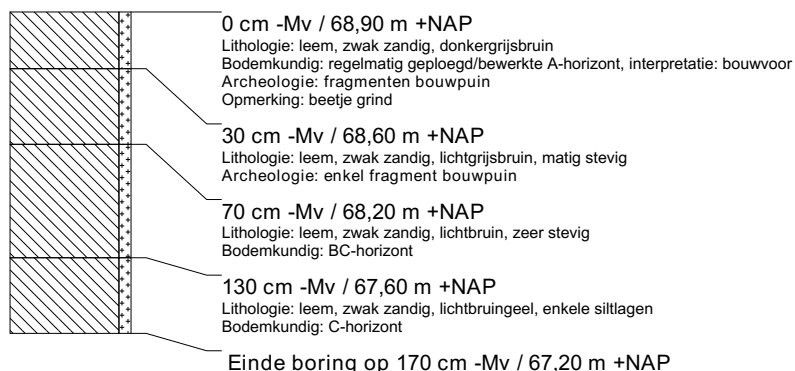 0 cm -Mv / 68,90 m +NAP
Lithologie: leem, zwak zandig, donkergrijsbruin
Bodemkundig: regelmatig geploegd/bewerkte A-horizont, interpretatie: bouwvoor
Archeologie: fragmenten bouwpuin
Opmerking: beetje grind
30 cm -Mv / 68,60 m +NAP
Lithologie: leem, zwak zandig, lichtgrijsbruin, matig stevig
Archeologie: enkel fragment bouwpuin
70 cm -Mv / 68,20 m +NAP
Lithologie: leem, zwak zandig, lichtbruin, zeer stevig
Bodemkundig: BC-horizont
130 cm -Mv / 67,60 m +NAP
Lithologie: leem, zwak zandig, lichtbruingeel, enkele siltlagen
Bodemkundig: C-horizont
Einde boring op 170 cm -Mv / 67,20 m +NAP